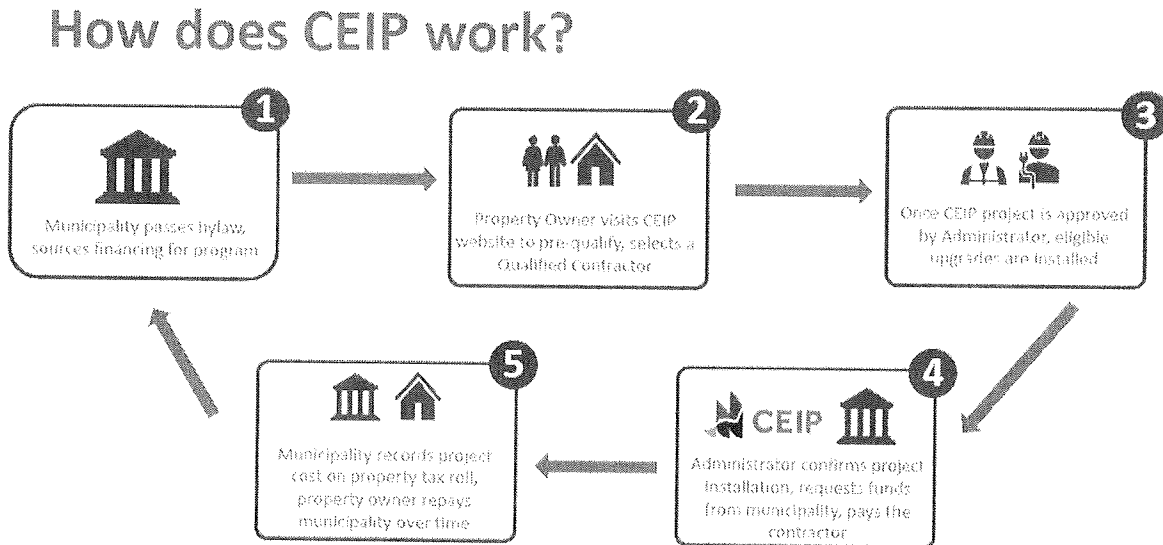 How does CEIP work?
1
Municipality passes bylaw,
sources financing for program
2
Property Owner visits CEIP
website to pre-qualify, selects a
Qualified Contractor
3
Once CEIP project is approved
by Administrator, eligible
upgrades are installed
4
CEIP
Administrator confirms project
installation, requests funds
from municipality, pays the
contractor
5
Municipality records project
cost on property tax roll,
property owner repays
municipality over time